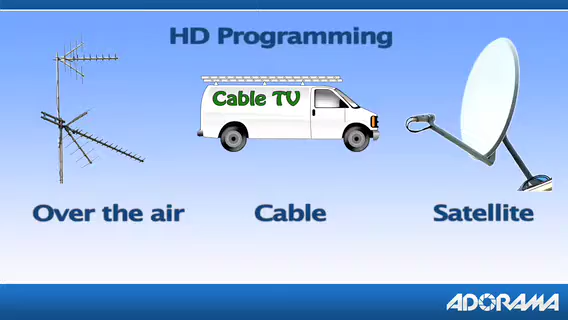 HD Programming
Cable TV
Over the air
Cable
Satellite
ADORAMA